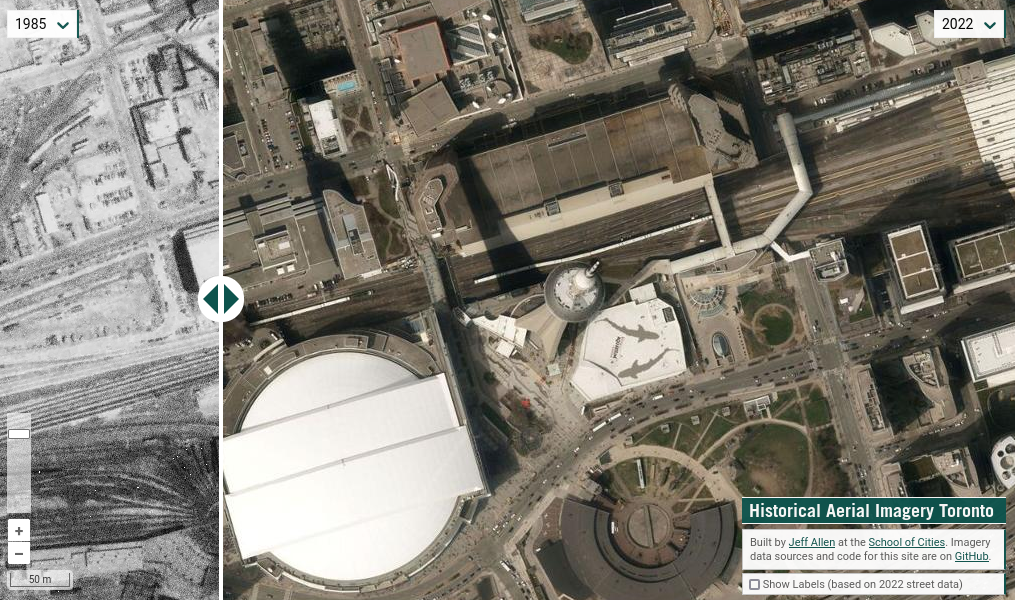 1985
2022
+
−
50 m
Historical Aerial Imagery Toronto
Built by Jeff Allen at the School of Cities. Imagery
data sources and code for this site are on GitHub.
Show Labels (based on 2022 street data)